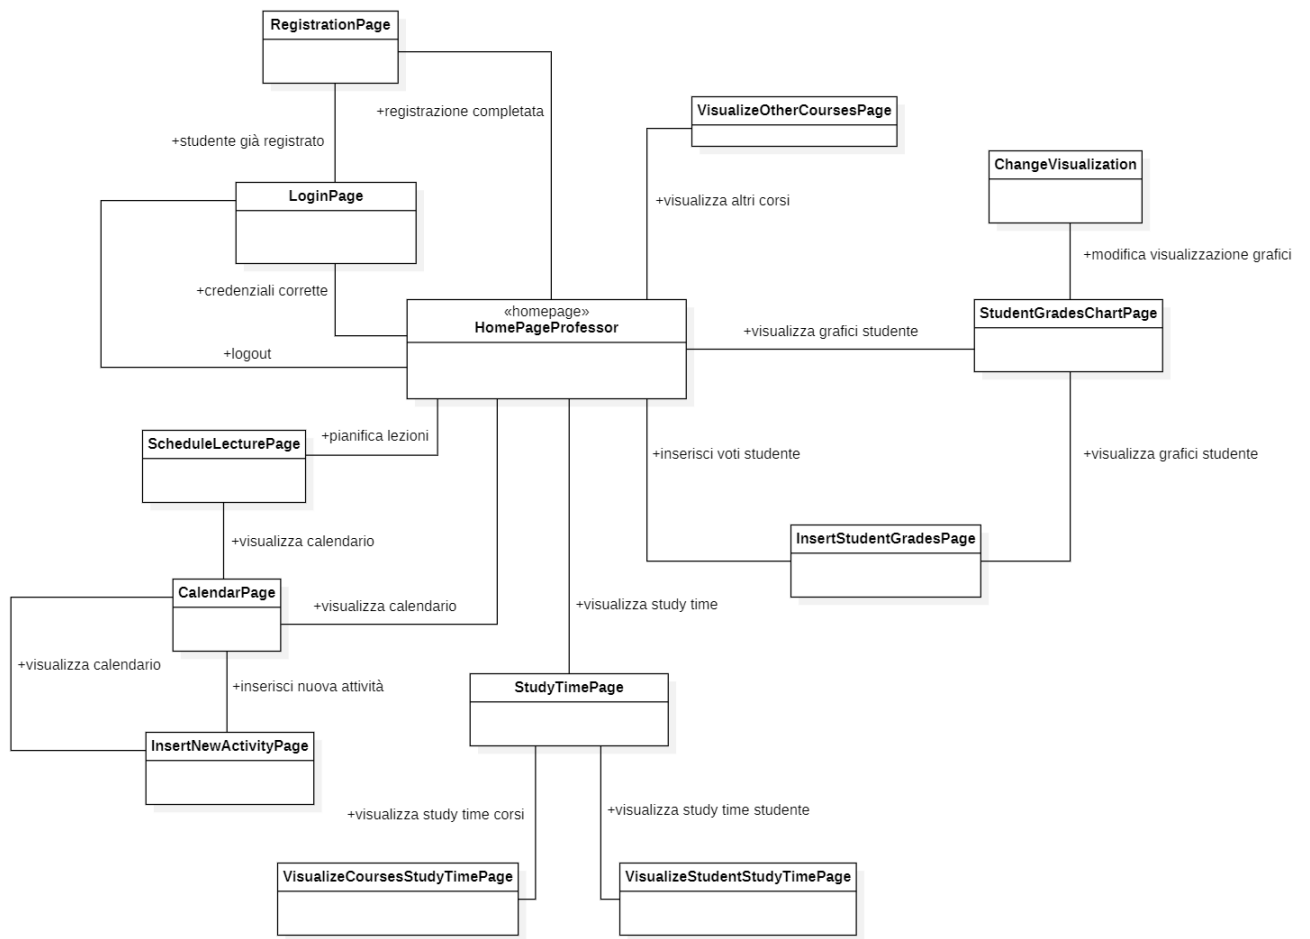 RegistrationPage
+registrazione completata
+studente già registrato
VisualizeOtherCoursesPage
ChangeVisualization
LoginPage
+visualizza altri corsi
+modifica visualizzazione grafici
+credenziali corrette
«homepage»
HomePageProfessor
StudentGradesChartPage
+visualizza grafici studente
+logout
+pianifica lezioni
ScheduleLecturePage
+inserisci voti studente
+visualizza grafici studente
+visualizza calendario
InsertStudentGradesPage
CalendarPage
+visualizza calendario
+visualizza study time
+visualizza calendario
+inserisci nuova attività
StudyTimePage
InsertNewActivityPage
+visualizza study time corsi
+visualizza study time studente
VisualizeCoursesStudyTimePage
VisualizeStudentStudyTimePage